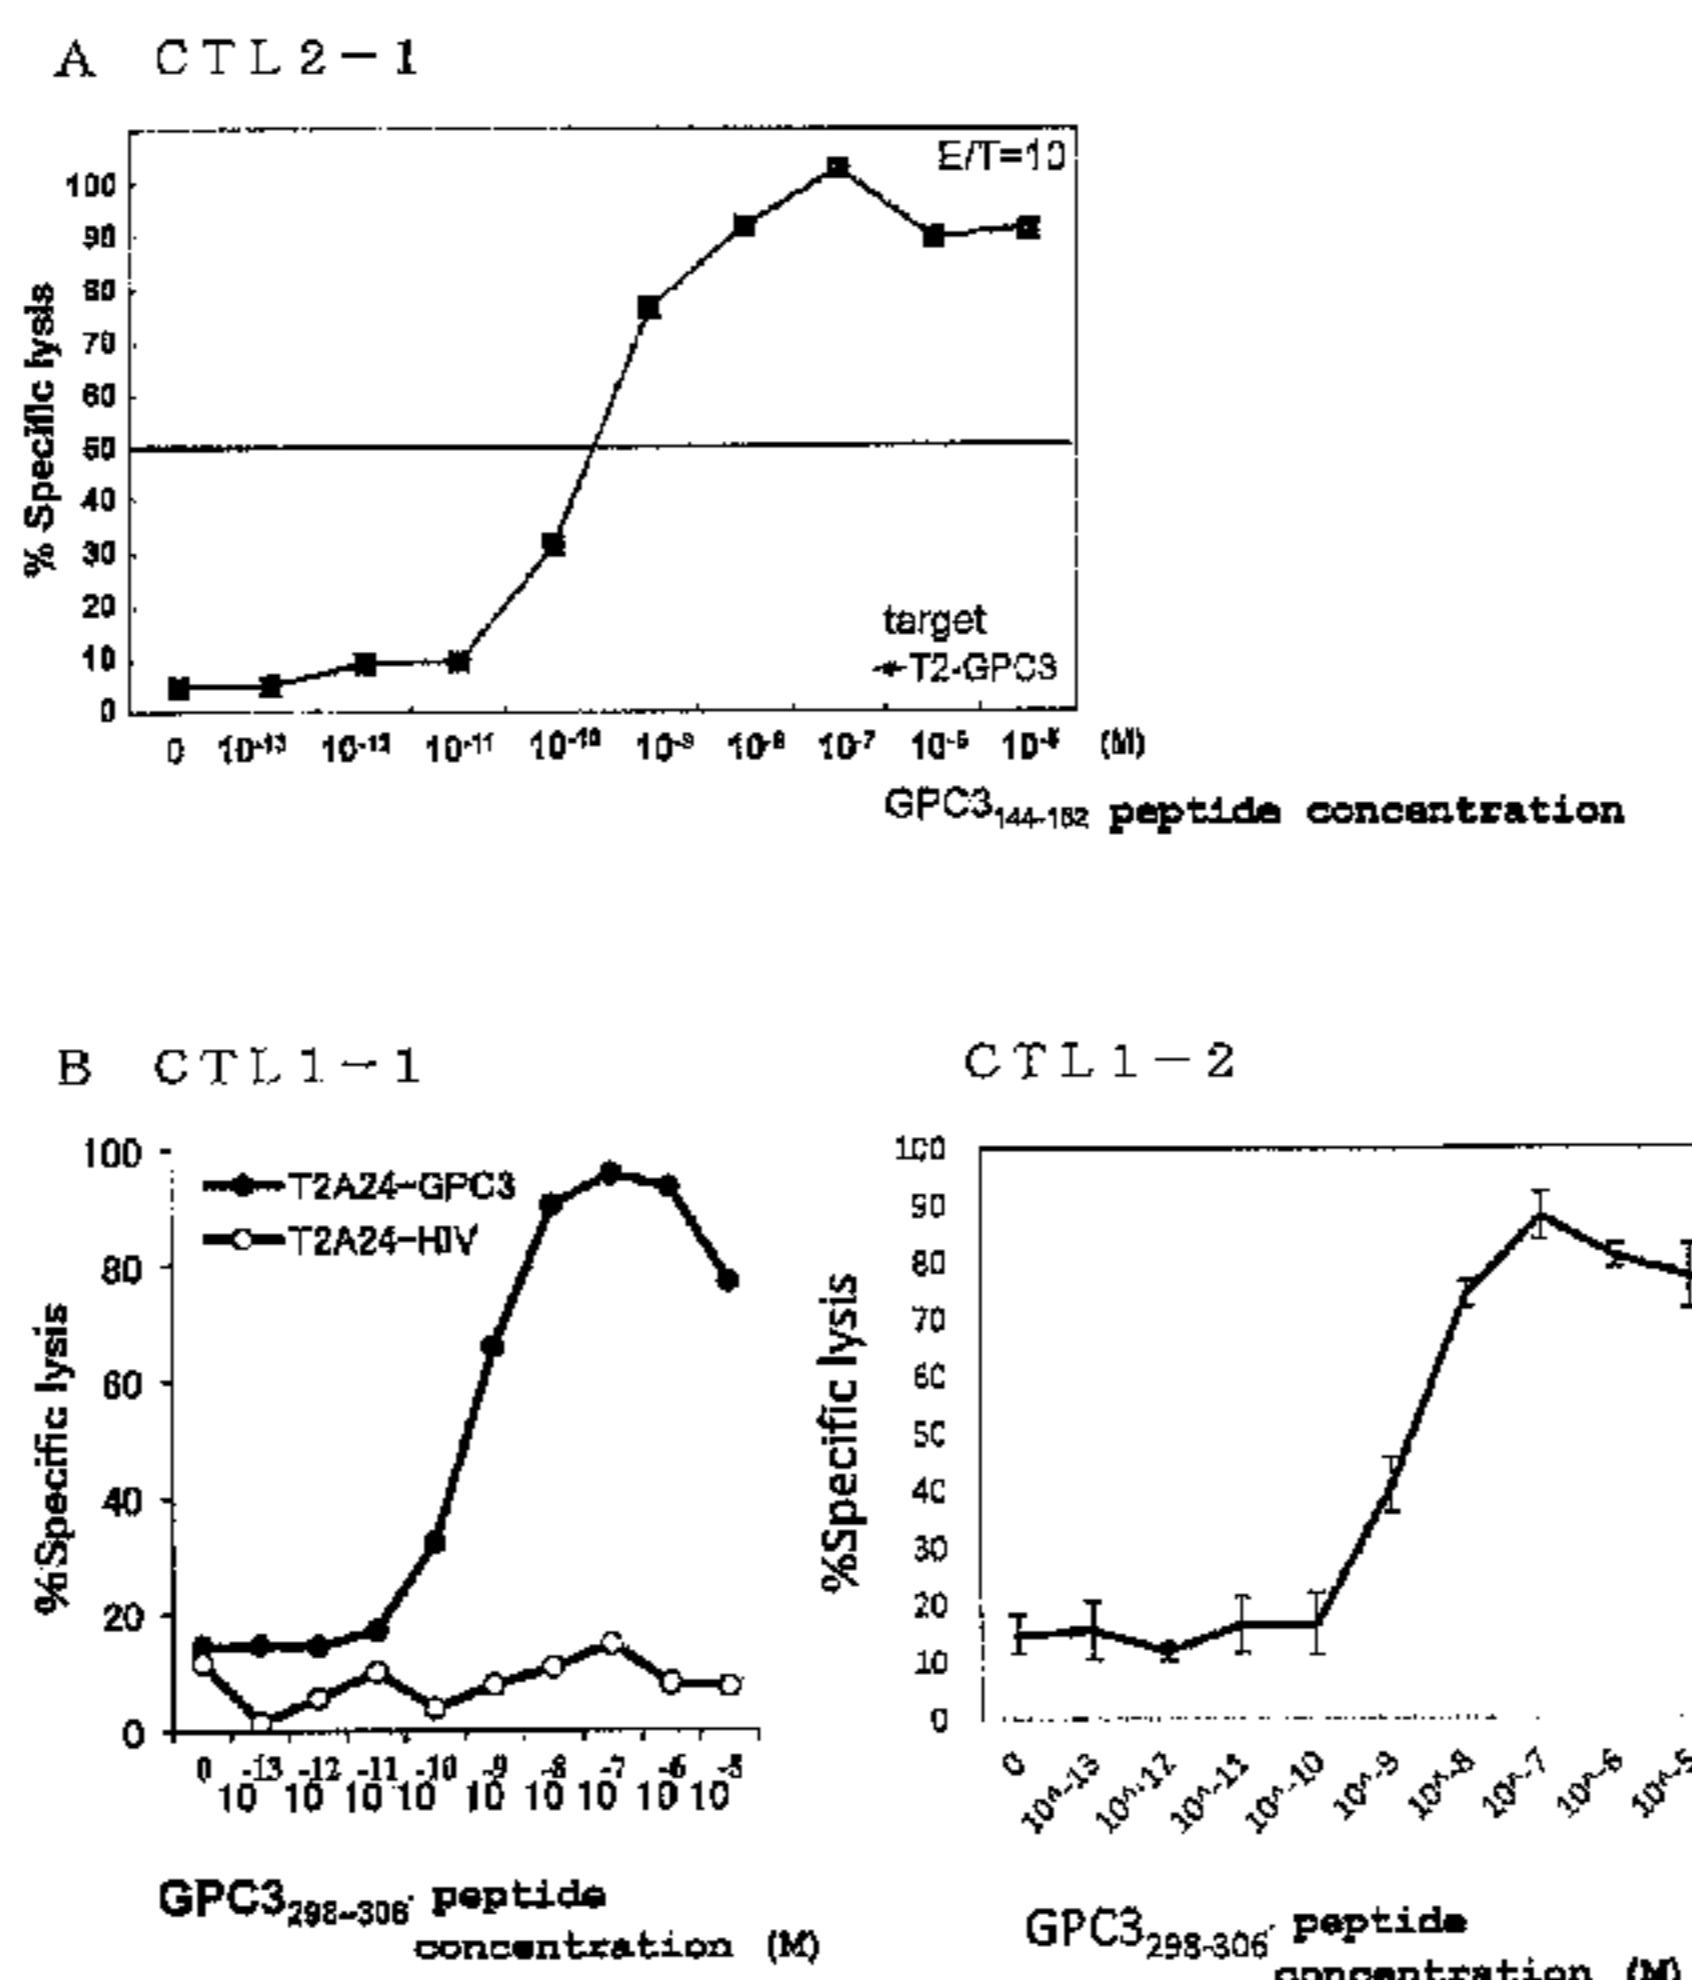 A CTL2-1
E/T=10
100
90
80
70
60
50
40
30
20
10
0
% Specific lysis
target
T2-GPC3
0 10-13 10-12 10-11 10-10 10-9 10-8 10-7 10-6 (M)
GPC3144-152 peptide concentration
B CTL1-1
100
80
60
40
20
0
%Specific lysis
T2A24-GPC3
T2A24-HIV
0 10-13 10-12 10-11 10-10 10-9 10-8 10-7 10-6 10-5
GPC3298-306 peptide
concentration (M)
CTL1-2
100
90
80
70
60
50
40
30
20
10
0
%Specific lysis
0 10^-13 10^-12 10^-11 10^-10 10^-9 10^-8 10^-7 10^-6 10^-5
GPC3298-306 peptide
concentration (M)